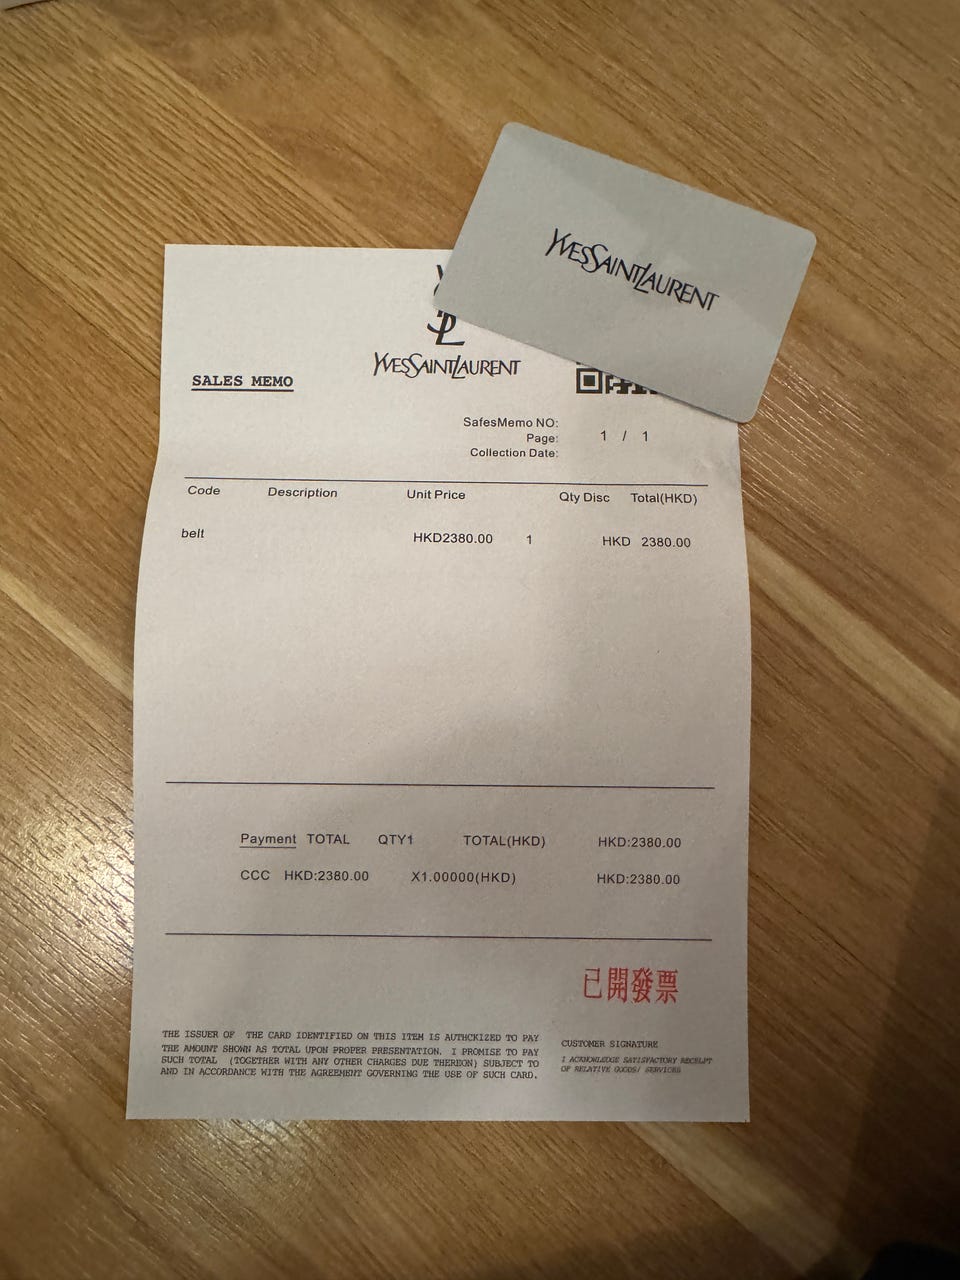 YVESSAINTLAURENT
YSL
YVESSAINTLAURENT
SALES MEMO
SafesMemo NO:
Page: 1 / 1
Collection Date:
Code Description Unit Price Qty Disc Total(HKD)
belt HKD2380.00 1 HKD 2380.00
Payment TOTAL QTY1 TOTAL(HKD) HKD:2380.00
CCC HKD:2380.00 X1.00000(HKD) HKD:2380.00
已開發票
THE ISSUER OF THE CARD IDENTIFIED ON THIS ITEM IS AUTHCKIZED TO PAY
THE AMOUNT SHOWN AS TOTAL UPON PROPER PRESENTATION. I PROMISE TO PAY
SUCH TOTAL (TOGETHER WITH ANY OTHER CHARGES DUE THEREON) SUBJECT TO
AND IN ACCORDANCE WITH THE AGREEMENT GOVERNING THE USE OF SUCH CARD.
CUSTOMER SIGNATURE
I ACKNOWLEDGE SATISFACTORY RECEIPT
OF RELATIVE GOODS/ SERVICES